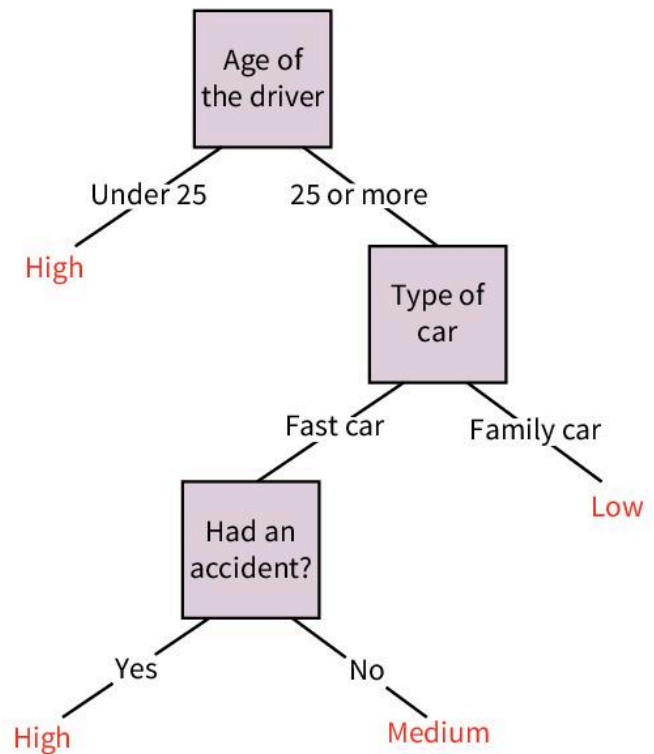 Age of
the driver
Under 25
25 or more
High
Type of
car
Fast car
Family car
Low
Had an
accident?
Yes
No
High
Medium